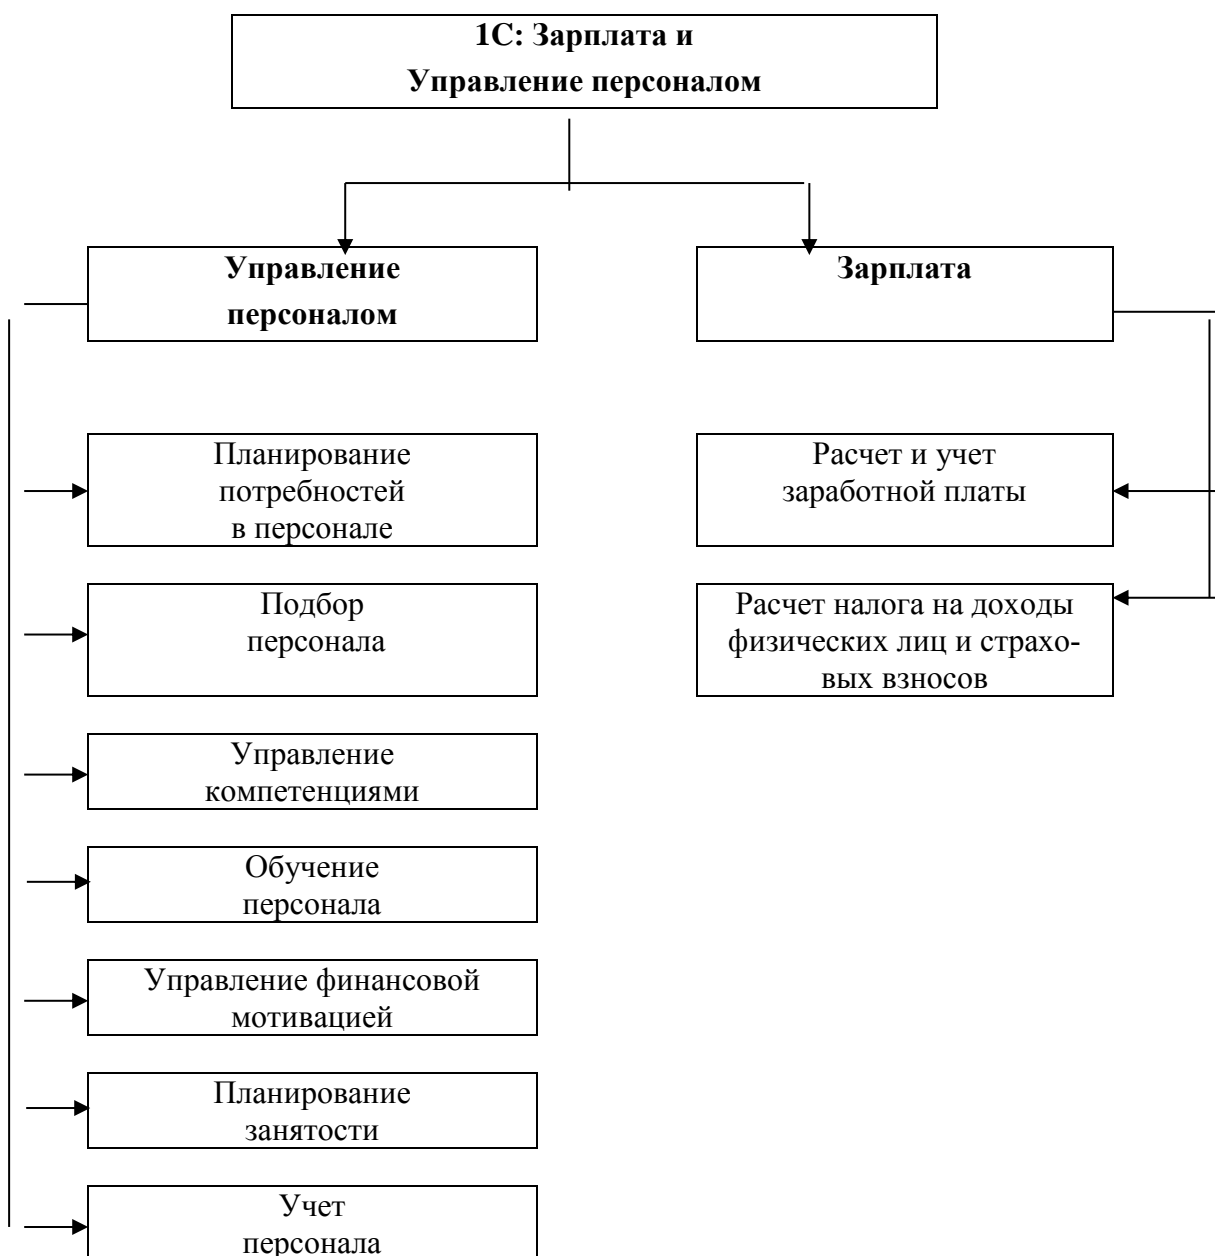 1С: Зарплата и
Управление персоналом
Управление
персоналом
Зарплата
Планирование
потребностей
в персонале
Расчет и учет
заработной платы
Подбор
персонала
Расчет налога на доходы
физических лиц и страхо-
вых взносов
Управление
компетенциями
Обучение
персонала
Управление финансовой
мотивацией
Планирование
занятости
Учет
персонала